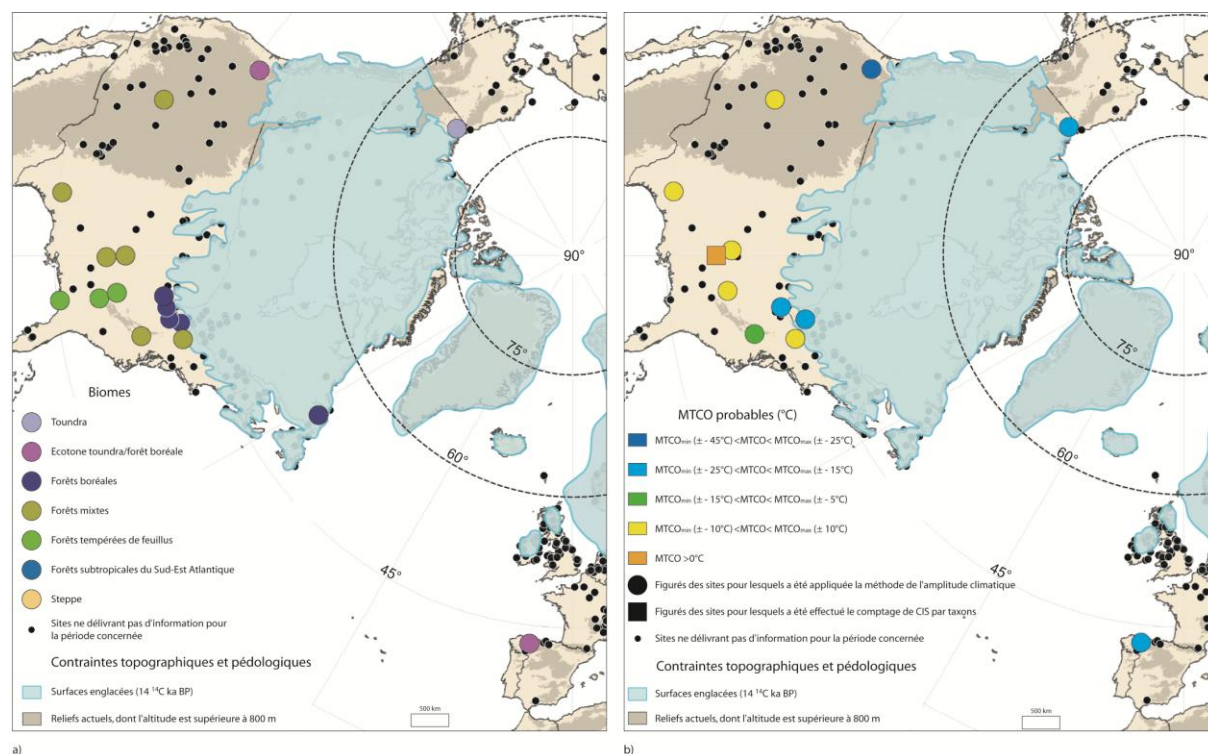 90°
75°
60°
45°
Biomes
Toundra
Ecotone toundra/forêt boréale
Forêts boréales
Forêts mixtes
Forêts tempérées de feuillus
Forêts subtropicales du Sud-Est Atlantique
Steppe
Sites ne délivrant pas d'information pour
la période concernée
Contraintes topographiques et pédologiques
Surfaces englacées (14 ¹⁴C ka BP)
Reliefs actuels, dont l'altitude est supérieure à 800 m
500 km
a)
90°
75°
60°
45°
MTCO probables (°C)
MTCOmin (± - 45°C) <MTCO< MTCOmax (± - 25°C)
MTCOmin (± - 25°C) <MTCO< MTCOmax (± - 15°C)
MTCOmin (± - 15°C) <MTCO< MTCOmax (± - 5°C)
MTCOmin (± - 10°C) <MTCO< MTCOmax (± 10°C)
MTCO >0°C
Figurés des sites pour lesquels a été appliquée la méthode de l'amplitude climatique
Figurés des sites pour lesquels a été effectué le comptage de CIS par taxons
Sites ne délivrant pas d'information pour la période concernée
Contraintes topographiques et pédologiques
Surfaces englacées (14 ¹⁴C ka BP)
Reliefs actuels, dont l'altitude est supérieure à 800 m
500 km
b)